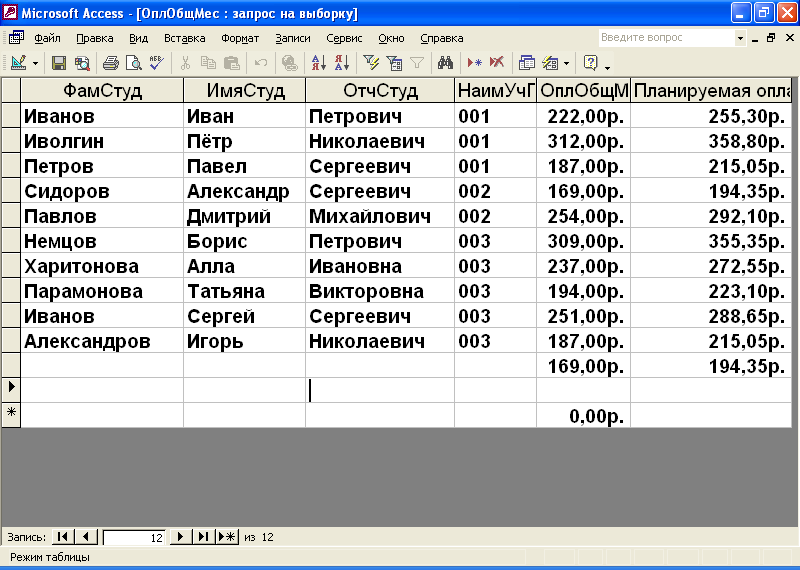 Microsoft Access - [ОплОбщМес : запрос на выборку]
Файл Правка Вид Вставка Формат Записи Сервис Окно Справка Введите вопрос
ФамСтуд ИмяСтуд ОтчСтуд НаимУчГ ОплОбщМ Планируемая опла
Иванов Иван Петрович 001 222,00р. 255,30р.
Иволгин Пётр Николаевич 001 312,00р. 358,80р.
Петров Павел Сергеевич 001 187,00р. 215,05р.
Сидоров Александр Сергеевич 002 169,00р. 194,35р.
Павлов Дмитрий Михайлович 002 254,00р. 292,10р.
Немцов Борис Петрович 003 309,00р. 355,35р.
Харитонова Алла Ивановна 003 237,00р. 272,55р.
Парамонова Татьяна Викторовна 003 194,00р. 223,10р.
Иванов Сергей Сергеевич 003 251,00р. 288,65р.
Александров Игорь Николаевич 003 187,00р. 215,05р.
169,00р. 194,35р.
0,00р.
Запись: 12 из 12
Режим таблицы